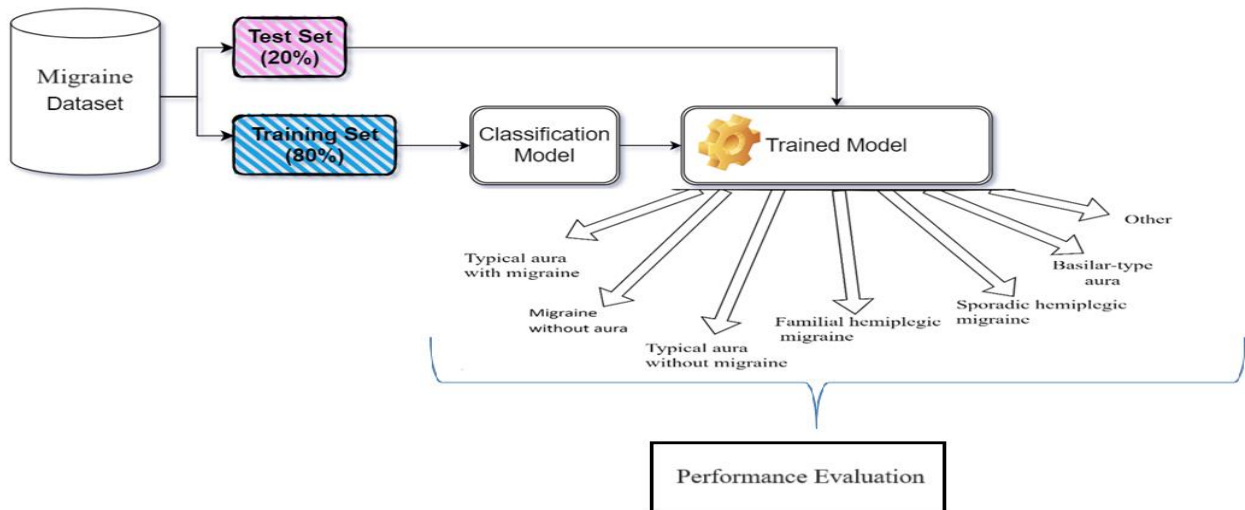 Migraine
Dataset
Test Set
(20%)
Training Set
(80%)
Classification
Model
Trained Model
Typical aura
with migraine
Migraine
without aura
Typical aura
without migraine
Familial hemiplegic
migraine
Sporadic hemiplegic
migraine
Basilar-type
aura
Other
Performance Evaluation